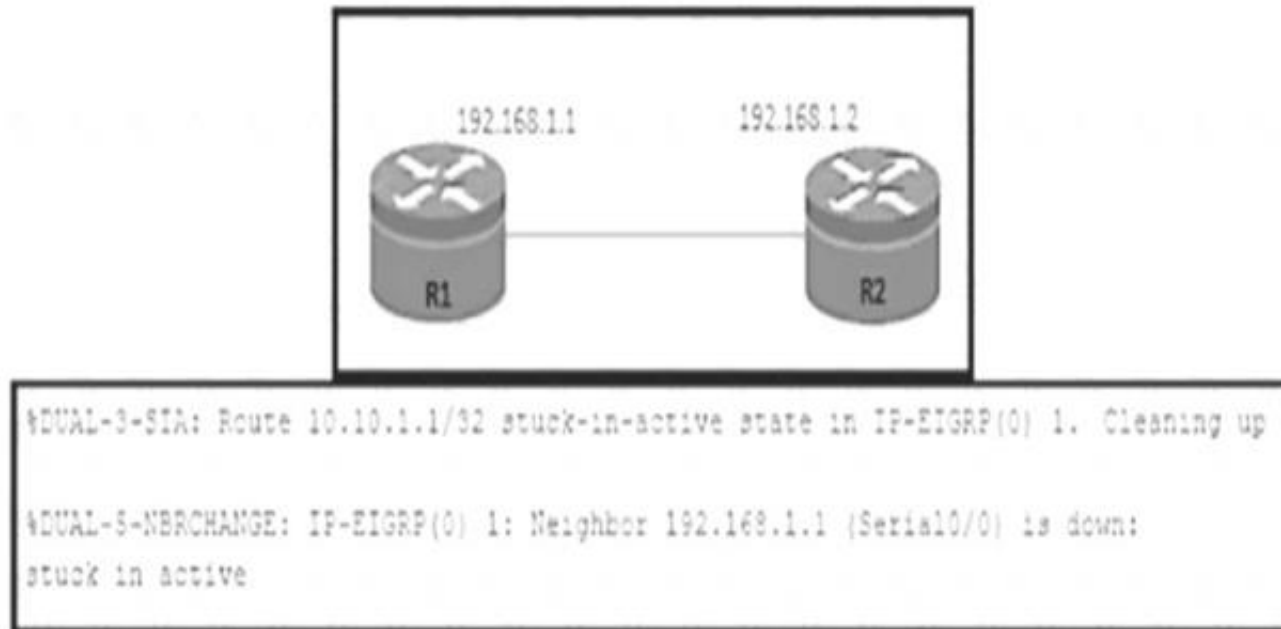 192.168.1.1
192.168.1.2
R1
R2
%DUAL-3-SIA: Route 10.10.1.1/32 stuck-in-active state in IP-EIGRP(0) 1. Cleaning up
%DUAL-5-NBRCHANGE: IP-EIGRP(0) 1: Neighbor 192.168.1.1 (Serial0/0) is down:
stuck in active